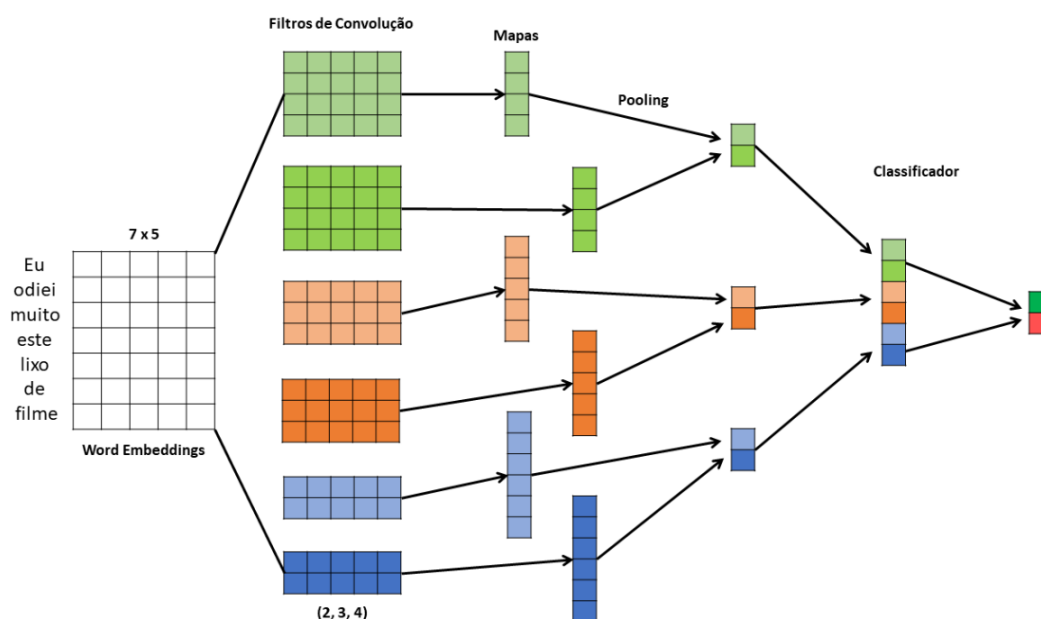 Filtros de Convolução
Mapas
Pooling
Classificador
7 x 5
Eu
odiei
muito
este
lixo
de
filme
Word Embeddings
(2, 3, 4)